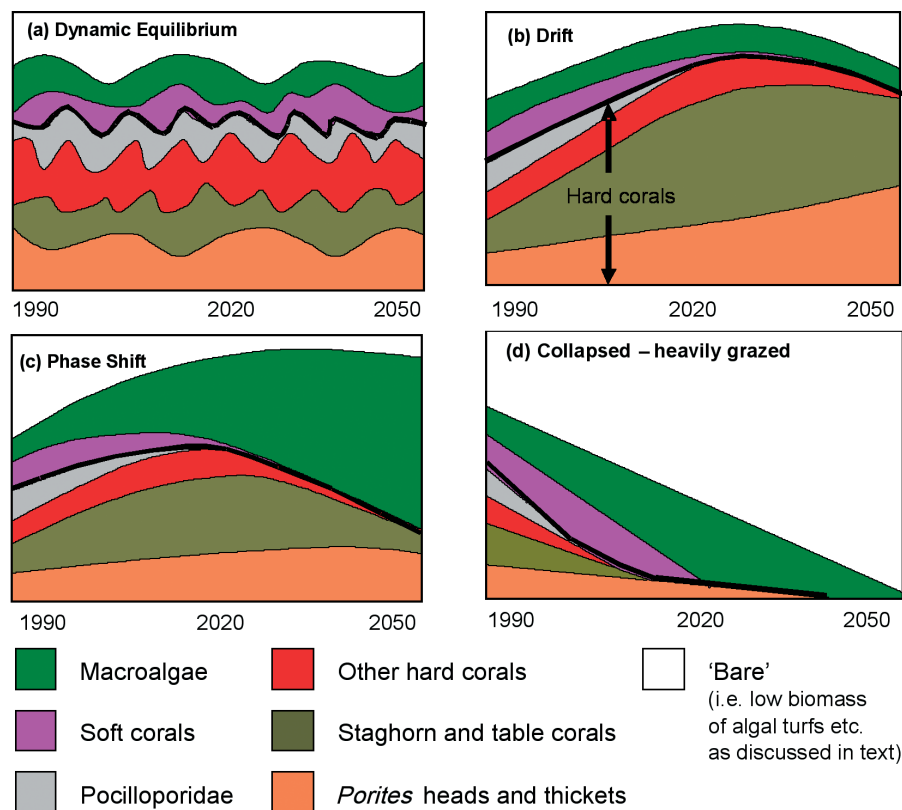 (a) Dynamic Equilibrium
1990 2020 2050
(b) Drift
Hard corals
1990 2020 2050
(c) Phase Shift
1990 2020 2050
(d) Collapsed – heavily grazed
1990 2020 2050
Macroalgae
Soft corals
Pocilloporidae
Other hard corals
Staghorn and table corals
Porites heads and thickets
‘Bare’
(i.e. low biomass
of algal turfs etc.
as discussed in text)